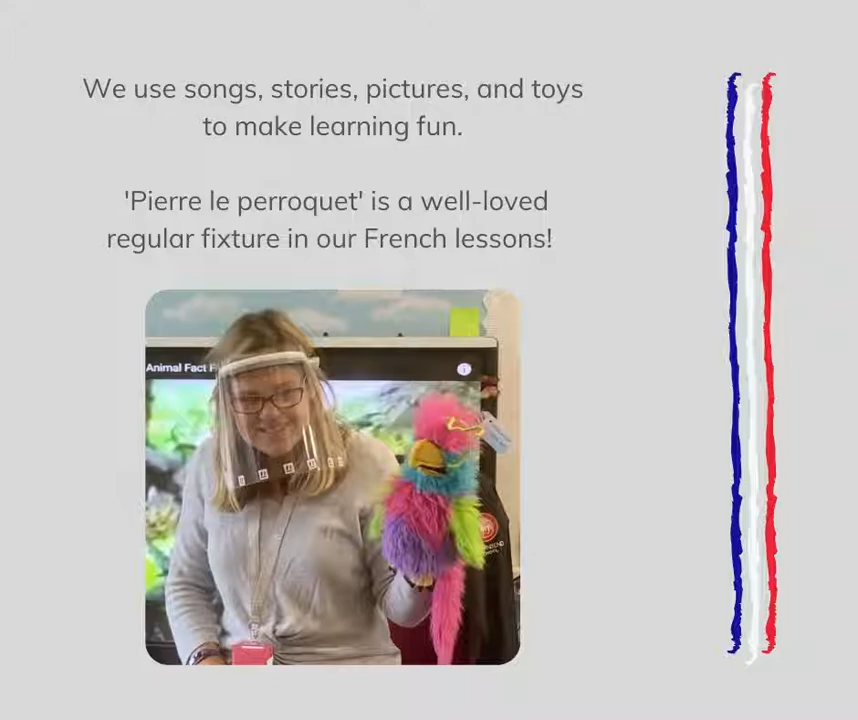 We use songs, stories, pictures, and toys
to make learning fun.
'Pierre le perroquet' is a well-loved
regular fixture in our French lessons!
Animal Fact F